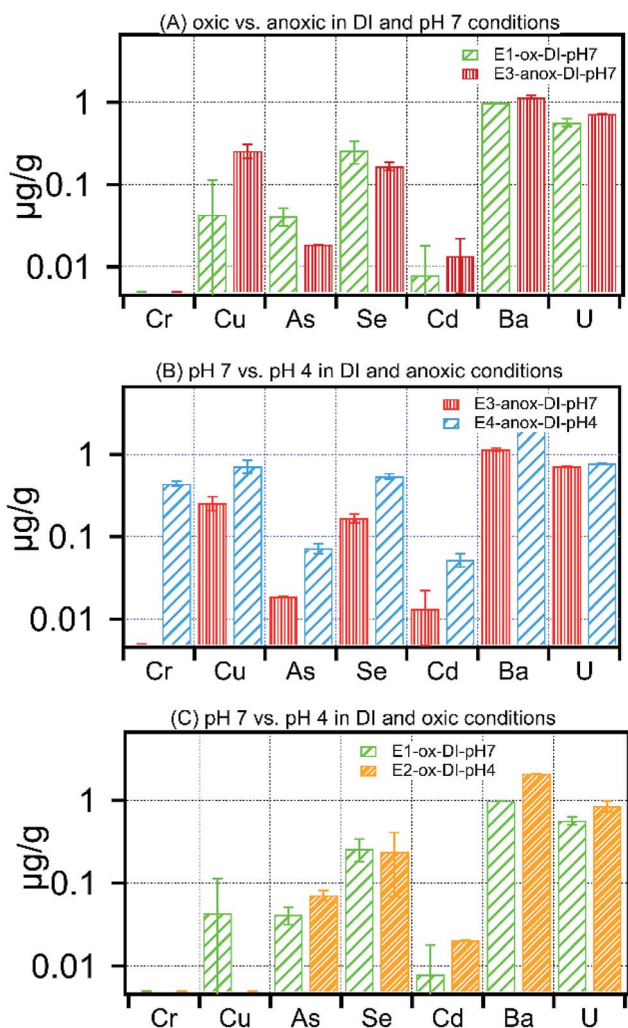 (A) oxic vs. anoxic in DI and pH 7 conditions
E1-ox-DI-pH7
E3-anox-DI-pH7
1
0.1
0.01
µg/g
Cr Cu As Se Cd Ba U
(B) pH 7 vs. pH 4 in DI and anoxic conditions
E3-anox-DI-pH7
E4-anox-DI-pH4
1
0.1
0.01
µg/g
Cr Cu As Se Cd Ba U
(C) pH 7 vs. pH 4 in DI and oxic conditions
E1-ox-DI-pH7
E2-ox-DI-pH4
1
0.1
0.01
µg/g
Cr Cu As Se Cd Ba U